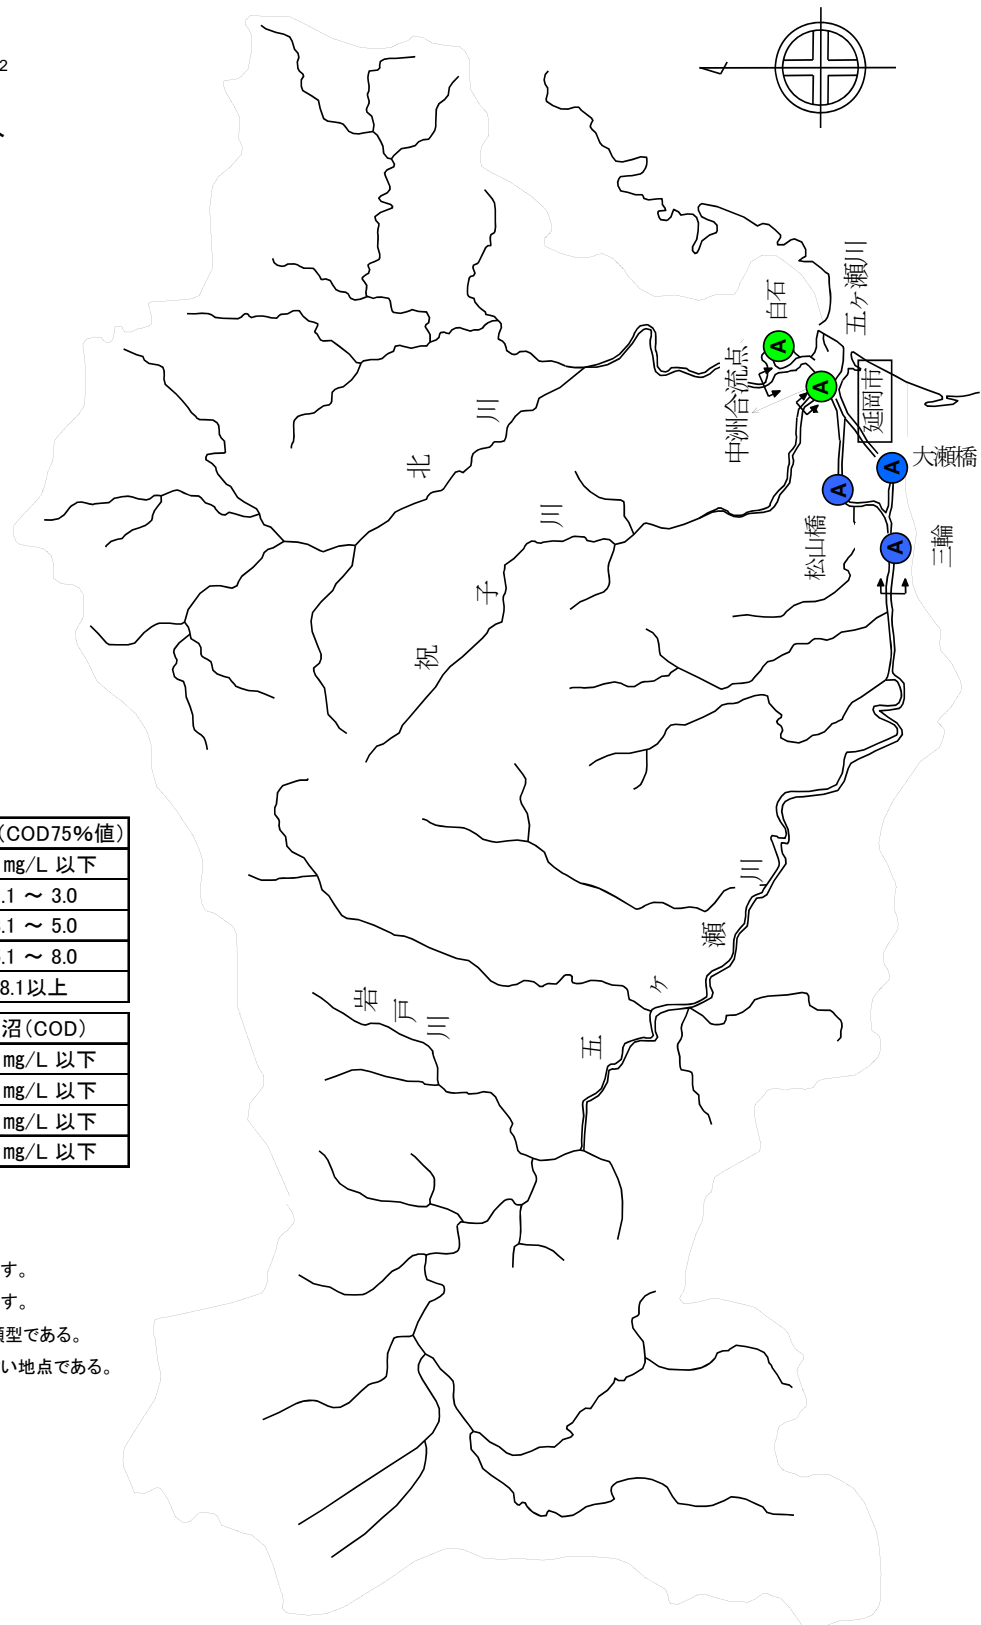 2
白石
五ヶ瀬川
中洲合流点
延岡市
大瀬橋
松山橋
三輪
A
A
A
A
A
北川
祝子川
五ヶ瀬川
岩戸川
(COD75%値)
mg/L 以下
.1 ～ 3.0
.1 ～ 5.0
.1 ～ 8.0
8.1以上
沼(COD)
mg/L 以下
mg/L 以下
mg/L 以下
mg/L 以下
す。
す。
類型である。
い地点である。